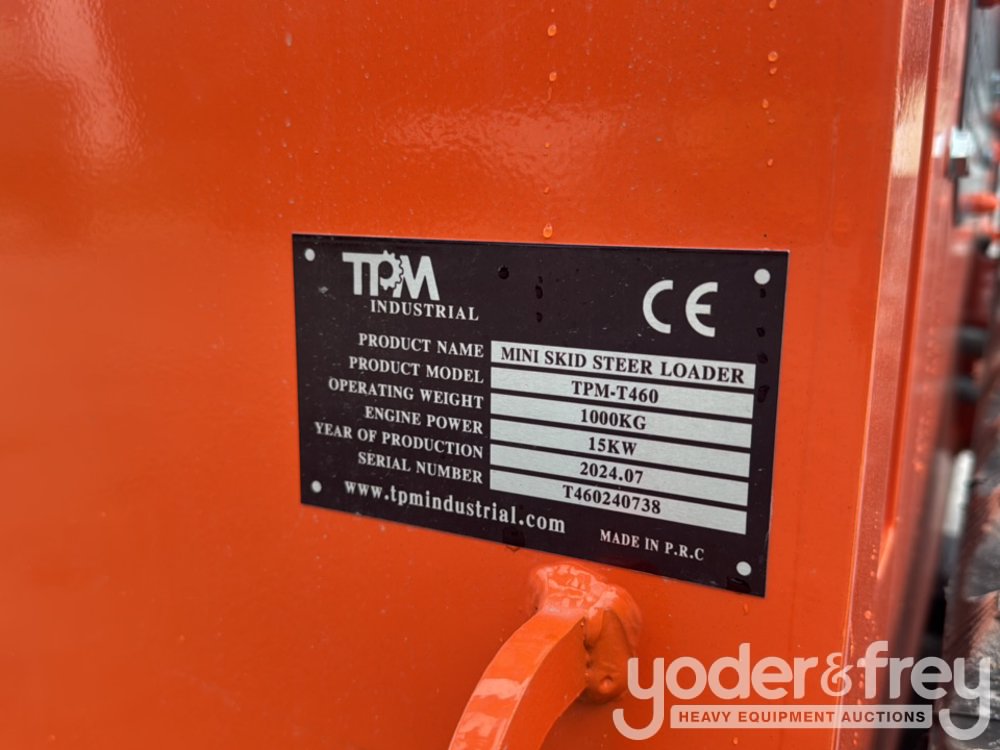 TPM
INDUSTRIAL
CE
PRODUCT NAME MINI SKID STEER LOADER
PRODUCT MODEL TPM-T460
OPERATING WEIGHT 1000KG
ENGINE POWER 15KW
YEAR OF PRODUCTION 2024.07
SERIAL NUMBER T460240738
www.tpmindustrial.com
MADE IN P.R.C
yoder&frey
HEAVY EQUIPMENT AUCTIONS